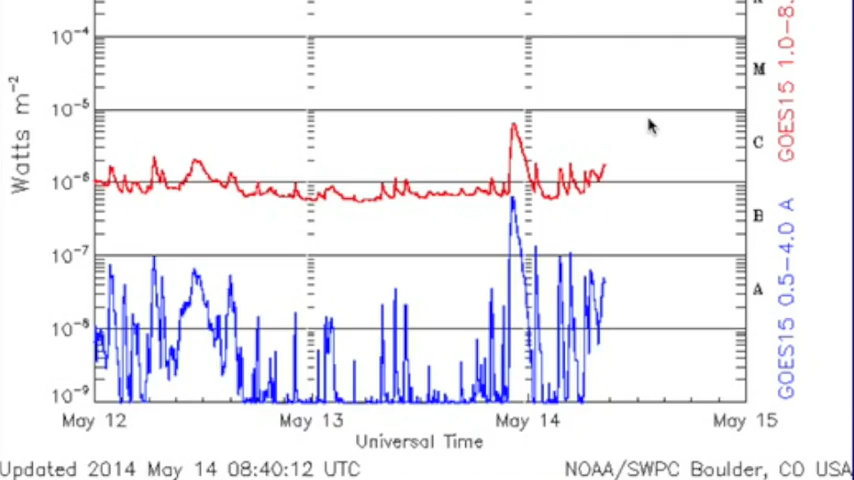 10⁻⁴
10⁻⁵
10⁻⁶
10⁻⁷
10⁻⁸
10⁻⁹
Watts m⁻²
M
C
B
A
GOES15 1.0–8.
GOES15 0.5–4.0 A
May 12
May 13
May 14
May 15
Universal Time
Updated 2014 May 14 08:40:12 UTC
NOAA/SWPC Boulder, CO USA